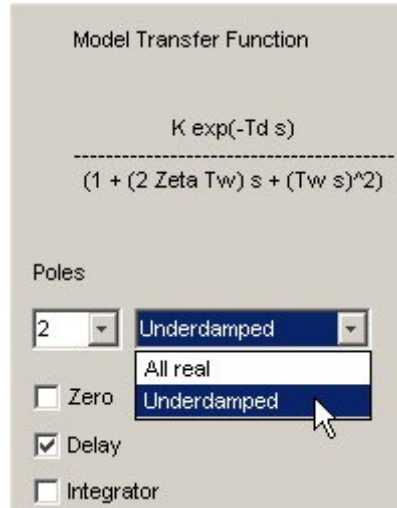 Model Transfer Function
K exp(-Td s)
-------------------------------------------
(1 + (2 Zeta Tw) s + (Tw s)^2)
Poles
2 Underdamped
All real
Zero Underdamped
Delay
Integrator